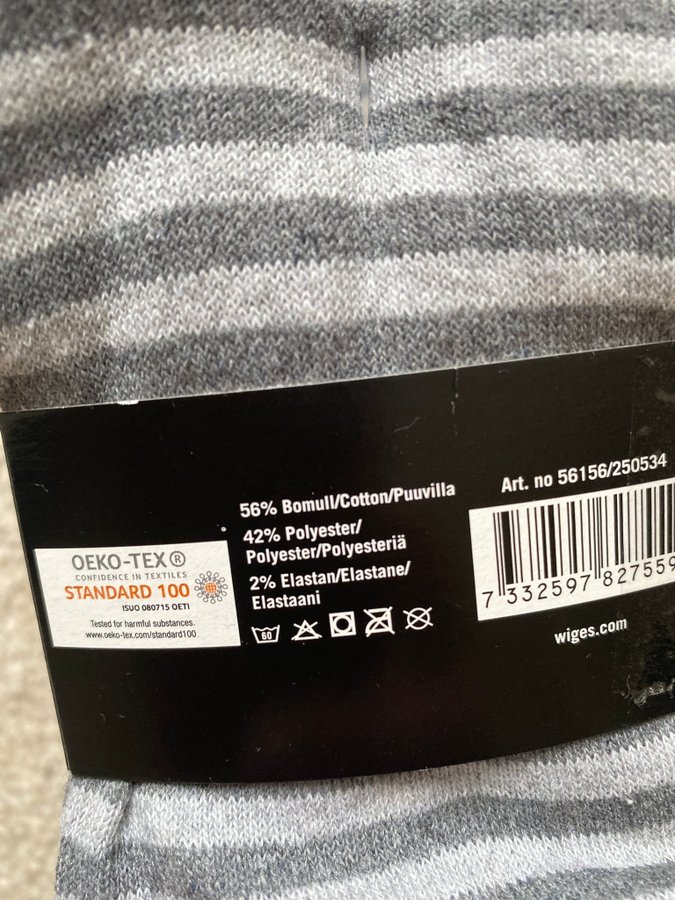 56% Bomull/Cotton/Puuvilla
42% Polyester/
Polyester/Polyesteriä
2% Elastan/Elastane/
Elastaani
60
OEKO-TEX®
CONFIDENCE IN TEXTILES
STANDARD 100
ISUO 080715 OETI
Tested for harmful substances.
www.oeko-tex.com/standard100
Art. no 56156/250534
7 332597 827559
wiges.com